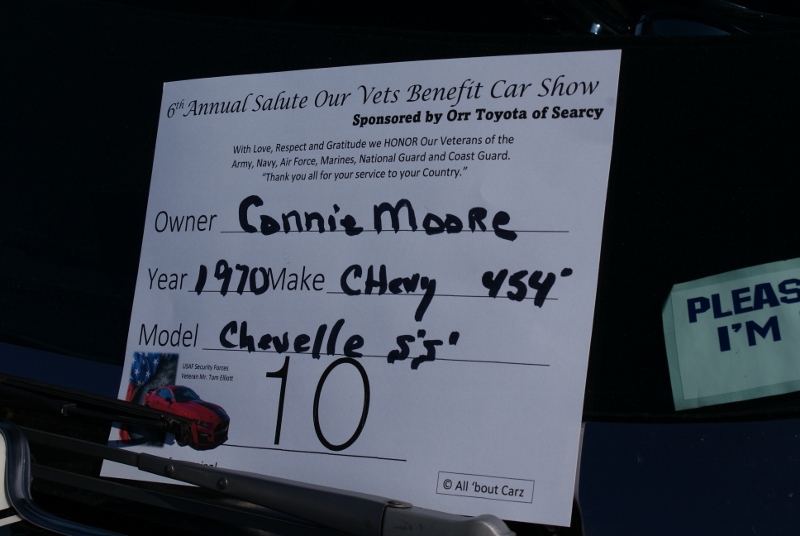 6th Annual Salute Our Vets Benefit Car Show
Sponsored by Orr Toyota of Searcy
With Love, Respect and Gratitude we HONOR Our Veterans of the
Army, Navy, Air Force, Marines, National Guard and Coast Guard.
"Thank you all for your service to your Country."
Owner Connie Moore
Year 1970 Make CHevy 454"
Model Chevelle S'S'
USAF Security Forces
Veteran Mr. Tom Elliott
10
© All 'bout Carz
PLEAS
I'M